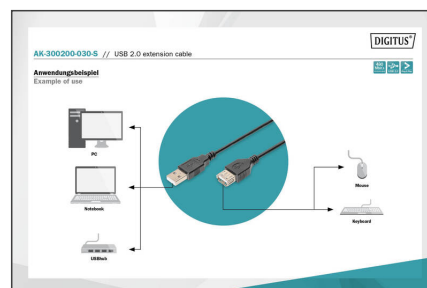 DIGITUS®
AK-300200-030-S // USB 2.0 extension cable
Anwendungsbeispiel
Example of use
PC
Notebook
USBhub
Mouse
Keyboard